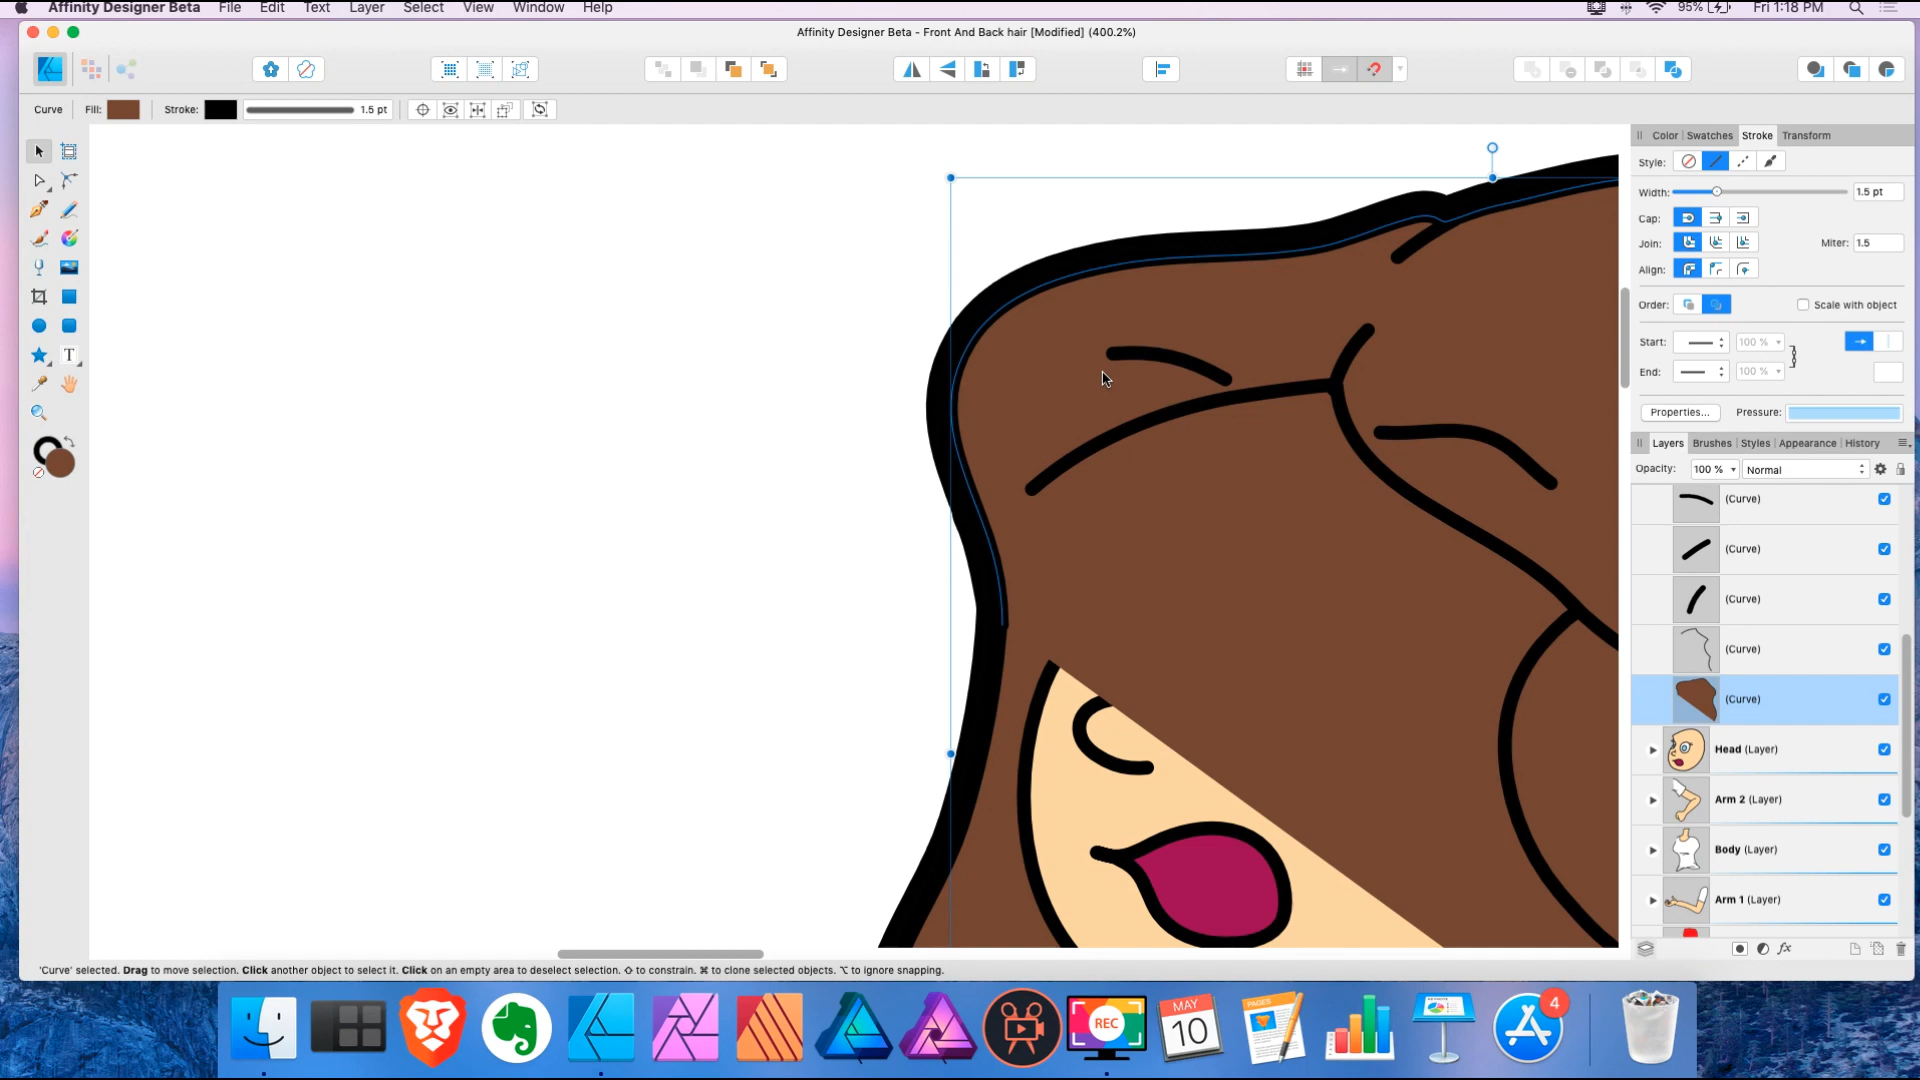 Affinity Designer Beta File Edit Text Layer Select View Window Help 95% Fri 1:18 PM
Affinity Designer Beta - Front And Back hair [Modified] (400.2%)
Curve Fill: Stroke: 1.5 pt
Color Swatches Stroke Transform
Style:
Width: 1.5 pt
Cap:
Join: Miter: 1.5
Align:
Order: Scale with object
Start: 100 %
End: 100 %
Properties... Pressure:
Layers Brushes Styles Appearance History
Opacity: 100 % Normal
(Curve)
(Curve)
(Curve)
(Curve)
(Curve)
Head (Layer)
Arm 2 (Layer)
Body (Layer)
Arm 1 (Layer)
fx
T
'Curve' selected. Drag to move selection. Click another object to select it. Click on an empty area to deselect selection. ⇧ to constrain. ⌘ to clone selected objects. ⌥ to ignore snapping.
REC
MAY
10
PAGES
4